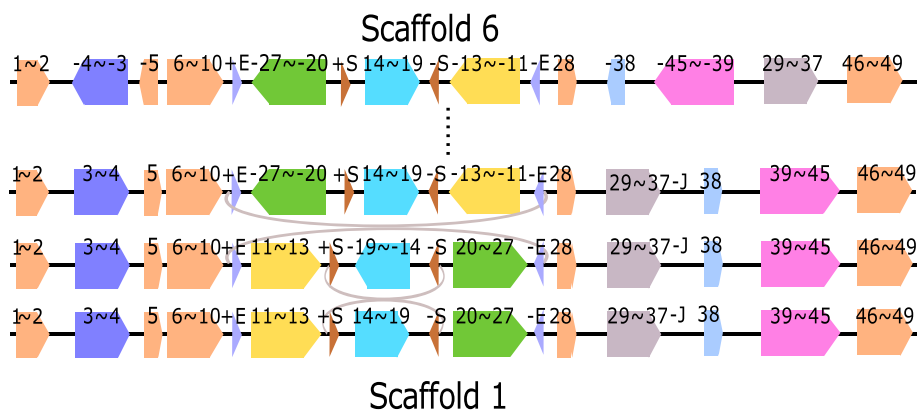 Scaffold 6
1~2 -4~-3 -5 6~10 +E -27~-20 +S 14~19 -S -13~-11 -E 28 -38 -45~-39 29~37 46~49
1~2 3~4 5 6~10 +E -27~-20 +S 14~19 -S -13~-11 -E 28 29~37 -J 38 39~45 46~49
1~2 3~4 5 6~10 +E 11~13 +S -19~-14 -S 20~27 -E 28 29~37 -J 38 39~45 46~49
1~2 3~4 5 6~10 +E 11~13 +S 14~19 -S 20~27 -E 28 29~37 -J 38 39~45 46~49
Scaffold 1